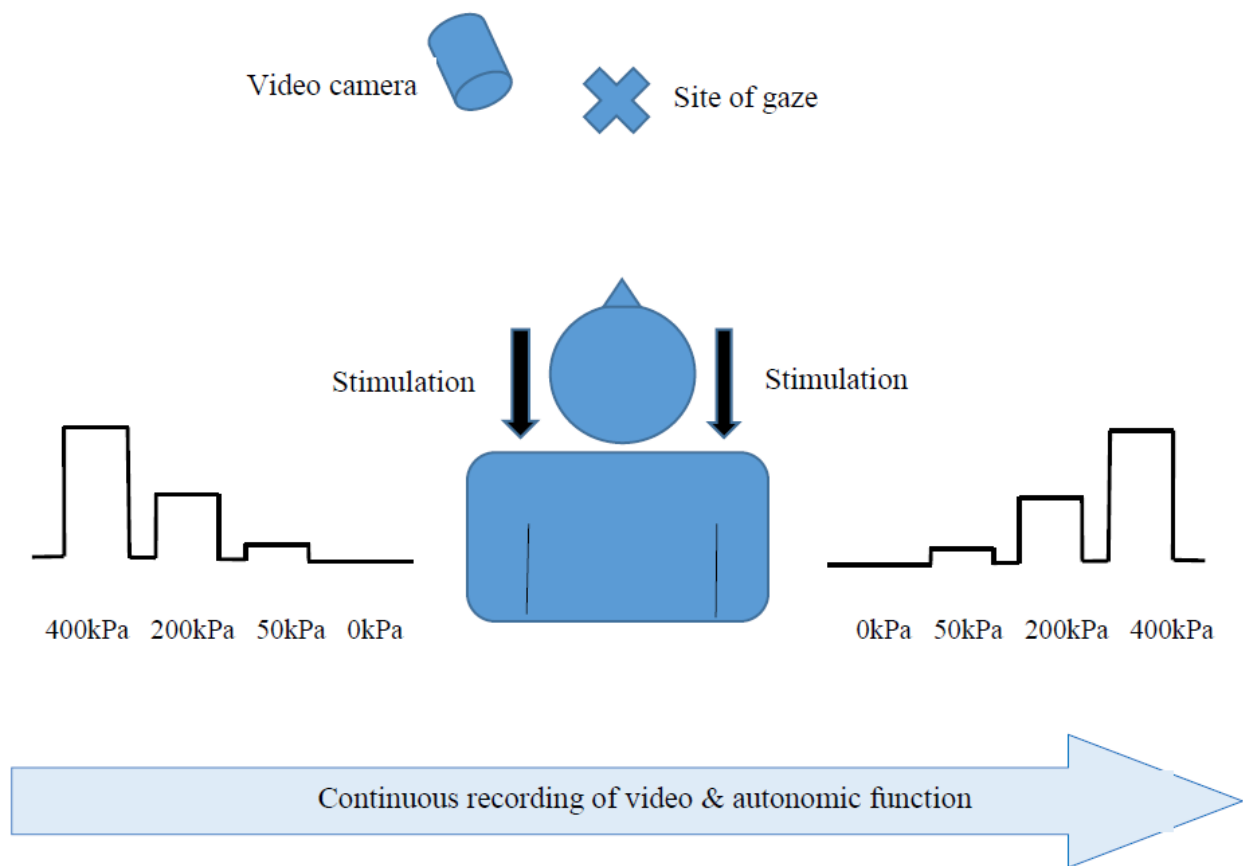 Video camera
Site of gaze
Stimulation
Stimulation
400kPa 200kPa 50kPa 0kPa
0kPa 50kPa 200kPa 400kPa
Continuous recording of video & autonomic function